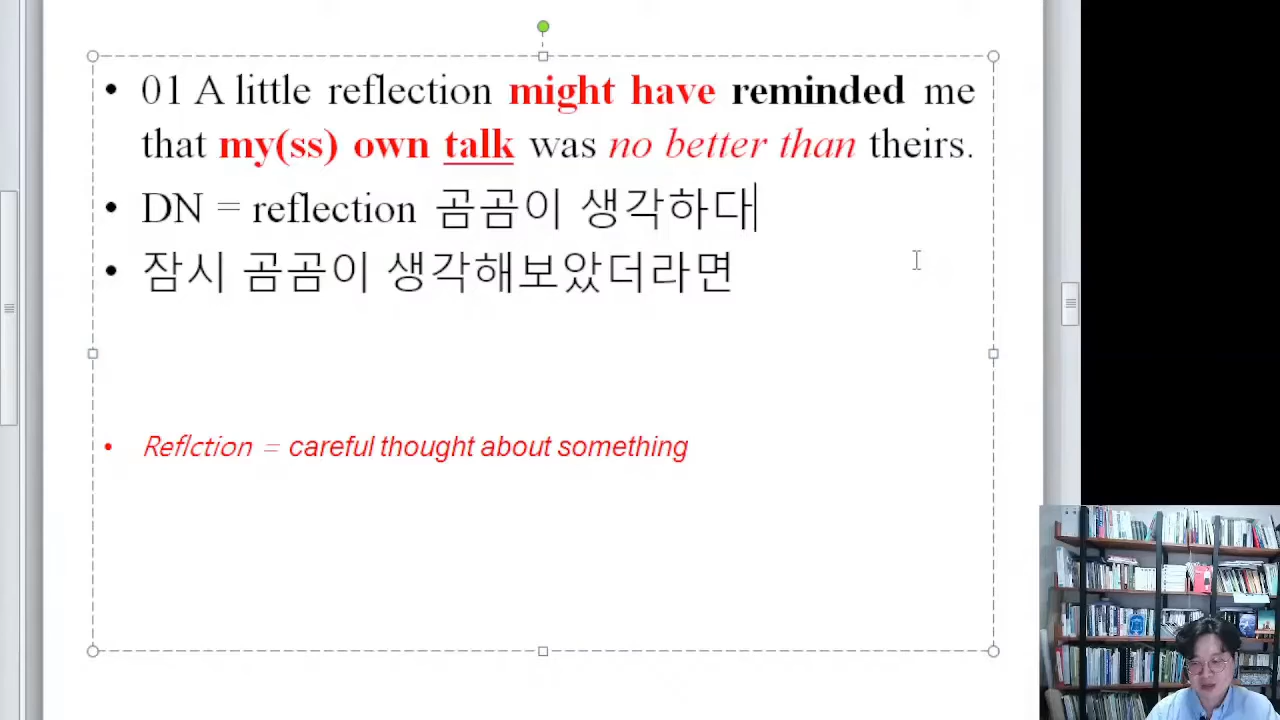 • 01 A little reflection might have reminded me
that my(ss) own talk was no better than theirs.
• DN = reflection 곰곰이 생각하다
• 잠시 곰곰이 생각해보았더라면
• Reflction = careful thought about something